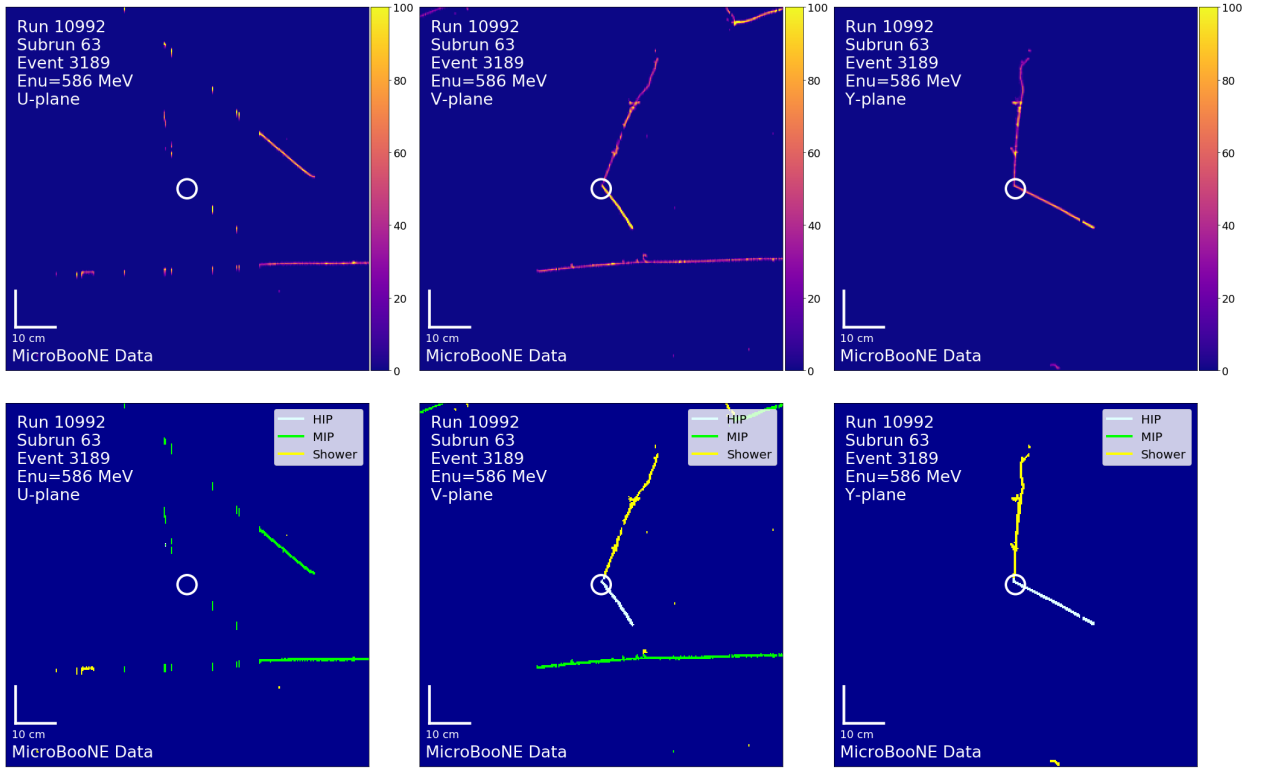 Run 10992
Subrun 63
Event 3189
Enu=586 MeV
U-plane
10 cm
MicroBooNE Data
100
80
60
40
20
0
Run 10992
Subrun 63
Event 3189
Enu=586 MeV
V-plane
10 cm
MicroBooNE Data
100
80
60
40
20
0
Run 10992
Subrun 63
Event 3189
Enu=586 MeV
Y-plane
10 cm
MicroBooNE Data
100
80
60
40
20
0
Run 10992
Subrun 63
Event 3189
Enu=586 MeV
U-plane
HIP
MIP
Shower
10 cm
MicroBooNE Data
Run 10992
Subrun 63
Event 3189
Enu=586 MeV
V-plane
HIP
MIP
Shower
10 cm
MicroBooNE Data
Run 10992
Subrun 63
Event 3189
Enu=586 MeV
Y-plane
HIP
MIP
Shower
10 cm
MicroBooNE Data